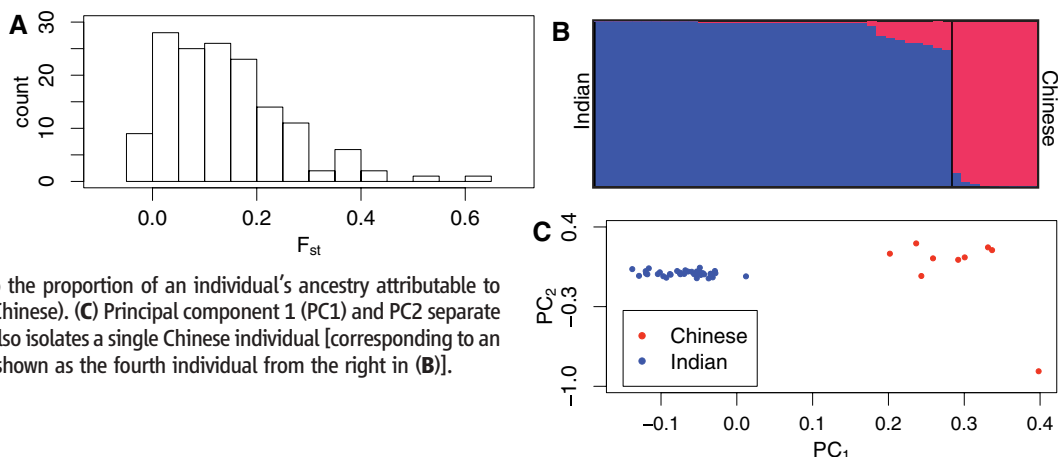 A
30
20
10
0
count
0.0 0.2 0.4 0.6
Fst
o the proportion of an individual's ancestry attributable to
Chinese). (C) Principal component 1 (PC1) and PC2 separate
lso isolates a single Chinese individual [corresponding to an
shown as the fourth individual from the right in (B)].
B
Indian
Chinese
C
0.4
−0.3
−1.0
PC2
Chinese
Indian
−0.1 0.0 0.1 0.2 0.3 0.4
PC1